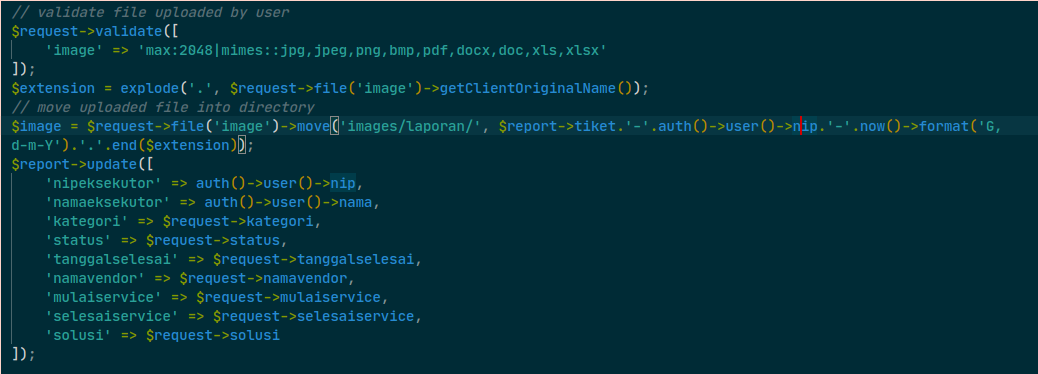 // validate file uploaded by user
$request->validate([
    'image' => 'max:2048|mimes::jpg,jpeg,png,bmp,pdf,docx,doc,xls,xlsx'
]);
$extension = explode('.', $request->file('image')->getClientOriginalName());
// move uploaded file into directory
$image = $request->file('image')->move('images/laporan/', $report->tiket.'-'.auth()->user()->nip.'-'.now()->format('G,
d-m-Y').'.'.end($extension));
$report->update([
    'nipeksekutor' => auth()->user()->nip,
    'namaeksekutor' => auth()->user()->nama,
    'kategori' => $request->kategori,
    'status' => $request->status,
    'tanggalselesai' => $request->tanggalselesai,
    'namavendor' => $request->namavendor,
    'mulaiservice' => $request->mulaiservice,
    'selesaiservice' => $request->selesaiservice,
    'solusi' => $request->solusi
]);